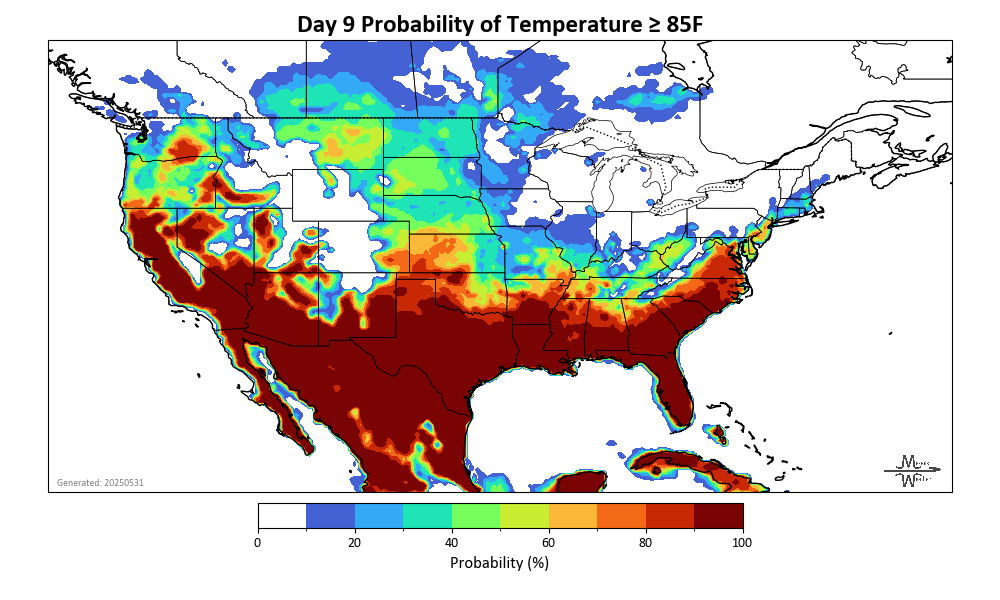 Day 9 Probability of Temperature ≥ 85F
Generated: 20250531
0 20 40 60 80 100
Probability (%)